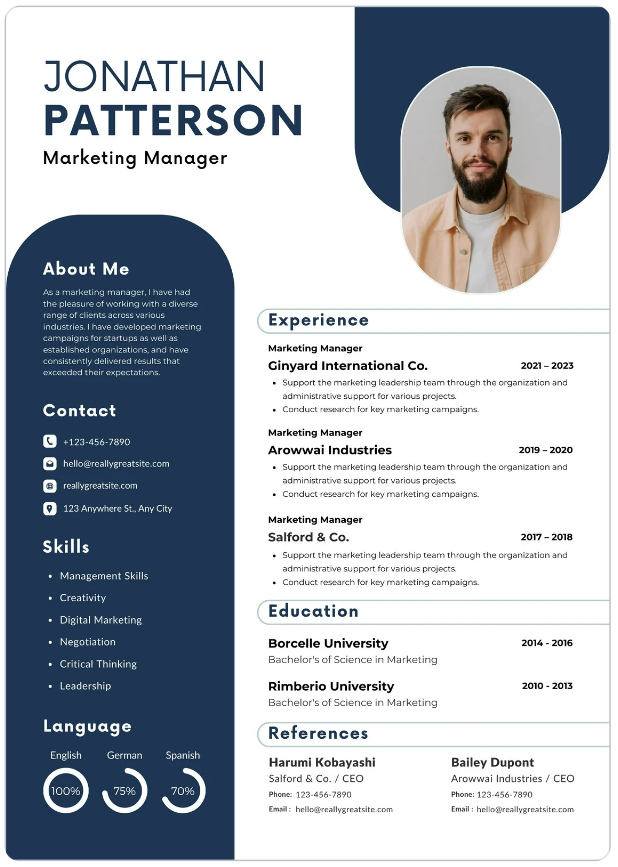 JONATHAN
PATTERSON
Marketing Manager
About Me
As a marketing manager, I have had
the pleasure of working with a diverse
range of clients across various
industries. I have developed marketing
campaigns for startups as well as
established organizations, and have
consistently delivered results that
exceeded their expectations.
Contact
+123-456-7890
hello@reallygreatsite.com
reallygreatsite.com
123 Anywhere St., Any City
Skills
• Management Skills
• Creativity
• Digital Marketing
• Negotiation
• Critical Thinking
• Leadership
Language
English German Spanish
100% 75% 70%
Experience
Marketing Manager
Ginyard International Co. 2021 – 2023
• Support the marketing leadership team through the organization and
administrative support for various projects.
• Conduct research for key marketing campaigns.
Marketing Manager
Arowwai Industries 2019 – 2020
• Support the marketing leadership team through the organization and
administrative support for various projects.
• Conduct research for key marketing campaigns.
Marketing Manager
Salford & Co. 2017 – 2018
• Support the marketing leadership team through the organization and
administrative support for various projects.
• Conduct research for key marketing campaigns.
Education
Borcelle University 2014 - 2016
Bachelor's of Science in Marketing
Rimberio University 2010 - 2013
Bachelor's of Science in Marketing
References
Harumi Kobayashi
Salford & Co. / CEO
Phone: 123-456-7890
Email : hello@reallygreatsite.com
Bailey Dupont
Arowwai Industries / CEO
Phone: 123-456-7890
Email : hello@reallygreatsite.com